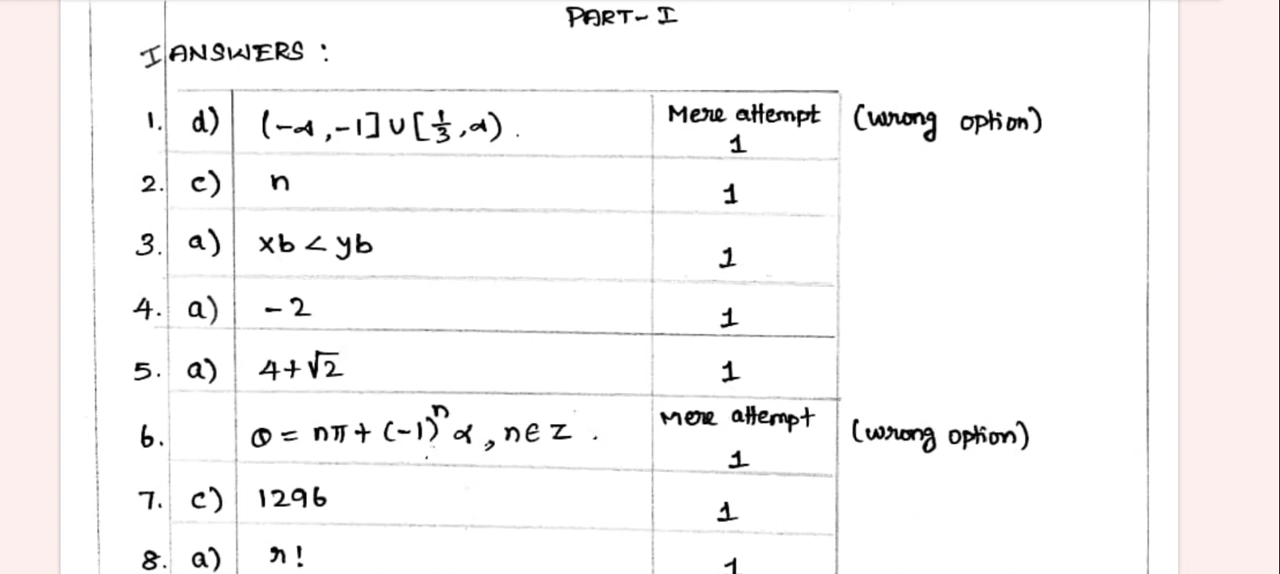 PART-I
I ANSWERS :
1. d) (-α, -1] ∪ [1/3, α). Mere attempt 1 (wrong option)
2. c) n 1
3. a) xb < yb 1
4. a) -2 1
5. a) 4+√2 1
6. θ = nπ + (-1)ⁿ α, n∈Z. Mere attempt 1 (wrong option)
7. c) 1296 1
8. a) r! 1